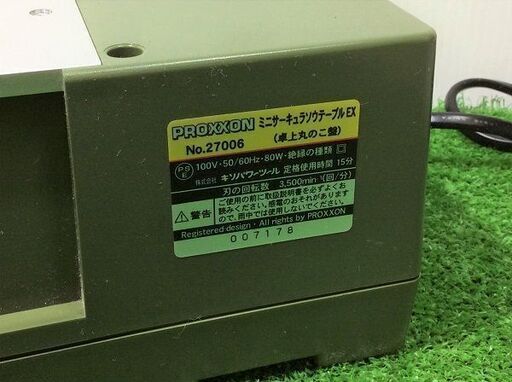 PROXXON ミニサーキュラソウテーブルEX
No.27006 (卓上丸のこ盤)
PS E 100V・50/60Hz・80W・絶縁の種類 回
株式会社 キソパワーツール 定格使用時間 15分
刃の回転数 3,500min⁻¹(回/分)
警告 ご使用の前に取扱説明書を必ずよくお
読みください。感電のおそれがあります
ので、雨中で使用しないでください。
Registered design・All rights by PROXXON
007178